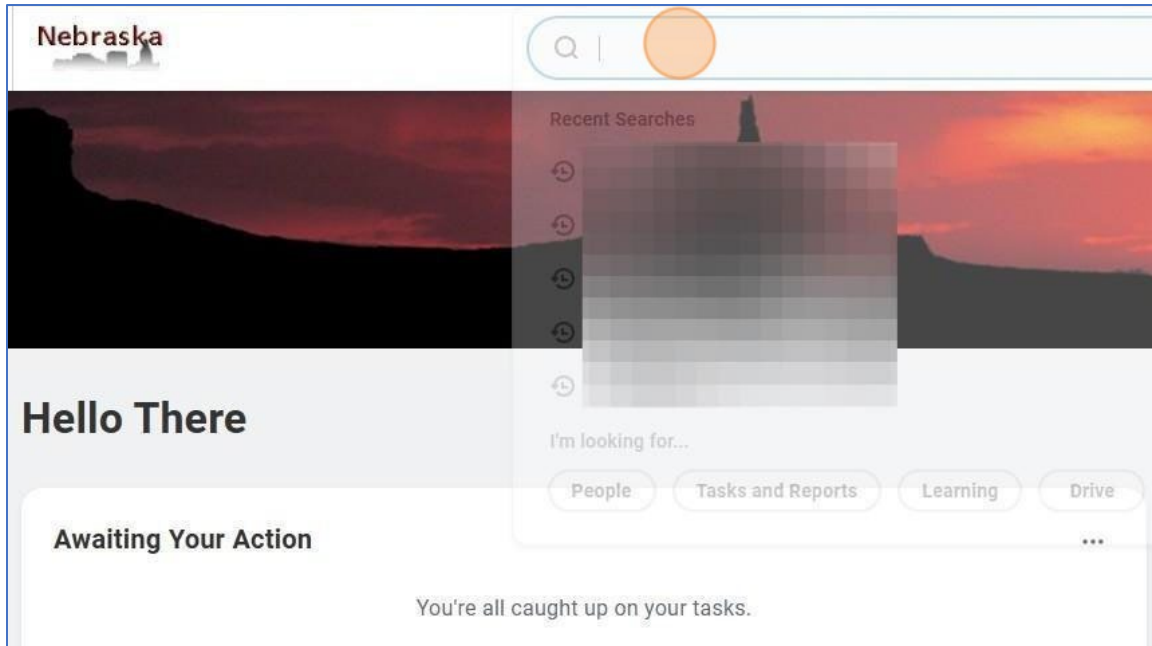 Nebraska
Recent Searches
Hello There
I'm looking for...
People Tasks and Reports Learning Drive
Awaiting Your Action
...
You're all caught up on your tasks.